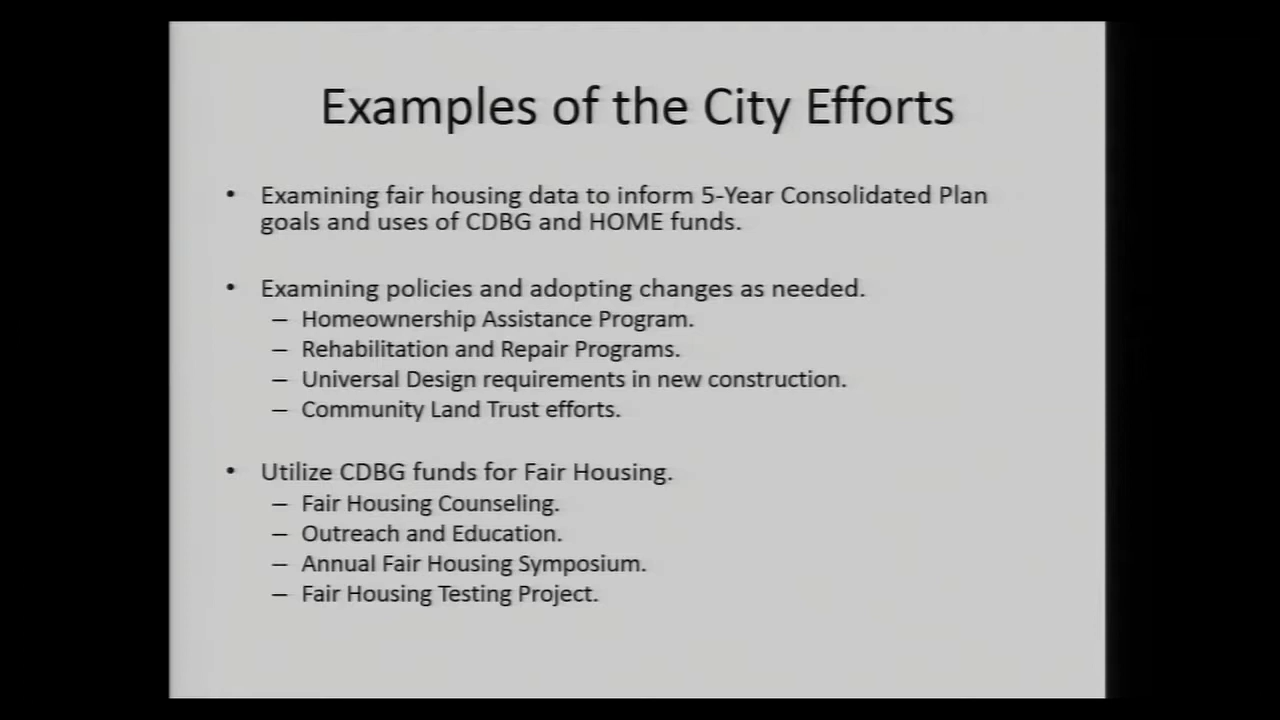 Examples of the City Efforts
• Examining fair housing data to inform 5-Year Consolidated Plan
goals and uses of CDBG and HOME funds.
• Examining policies and adopting changes as needed.
– Homeownership Assistance Program.
– Rehabilitation and Repair Programs.
– Universal Design requirements in new construction.
– Community Land Trust efforts.
• Utilize CDBG funds for Fair Housing.
– Fair Housing Counseling.
– Outreach and Education.
– Annual Fair Housing Symposium.
– Fair Housing Testing Project.